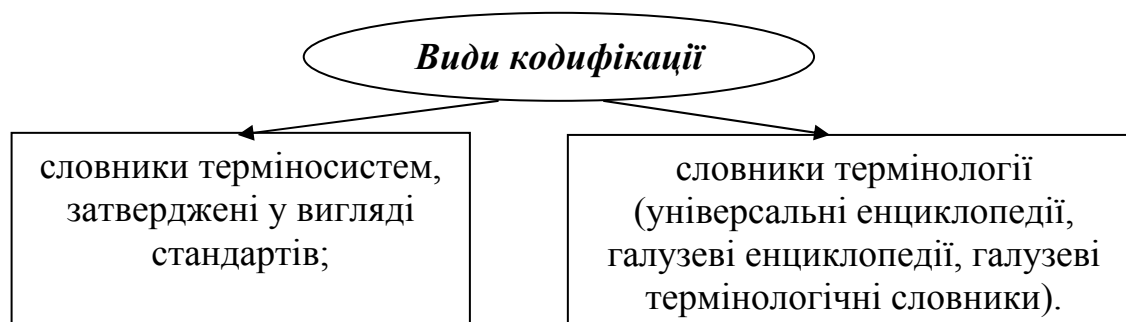 Види кодифікації
словники терміносистем,
затверджені у вигляді
стандартів;
словники термінології
(універсальні енциклопедії,
галузеві енциклопедії, галузеві
термінологічні словники).